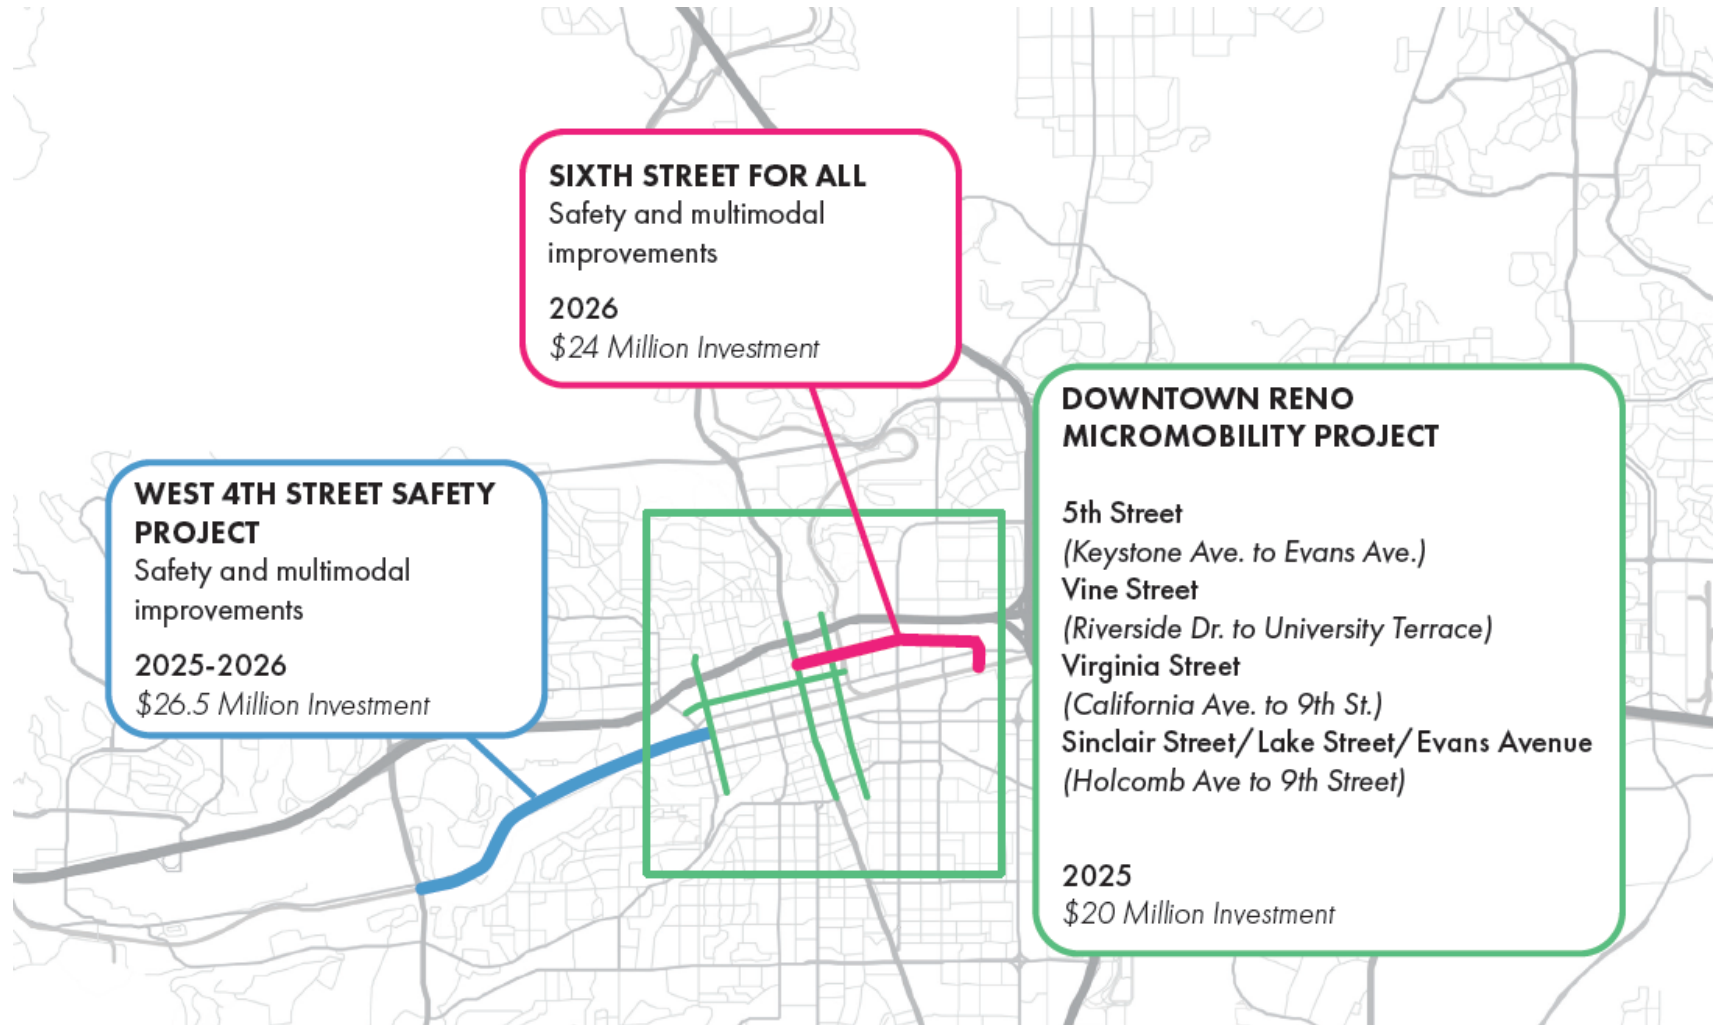 SIXTH STREET FOR ALL
Safety and multimodal
improvements
2026
$24 Million Investment
WEST 4TH STREET SAFETY
PROJECT
Safety and multimodal
improvements
2025-2026
$26.5 Million Investment
DOWNTOWN RENO
MICROMOBILITY PROJECT
5th Street
(Keystone Ave. to Evans Ave.)
Vine Street
(Riverside Dr. to University Terrace)
Virginia Street
(California Ave. to 9th St.)
Sinclair Street/Lake Street/Evans Avenue
(Holcomb Ave to 9th Street)
2025
$20 Million Investment